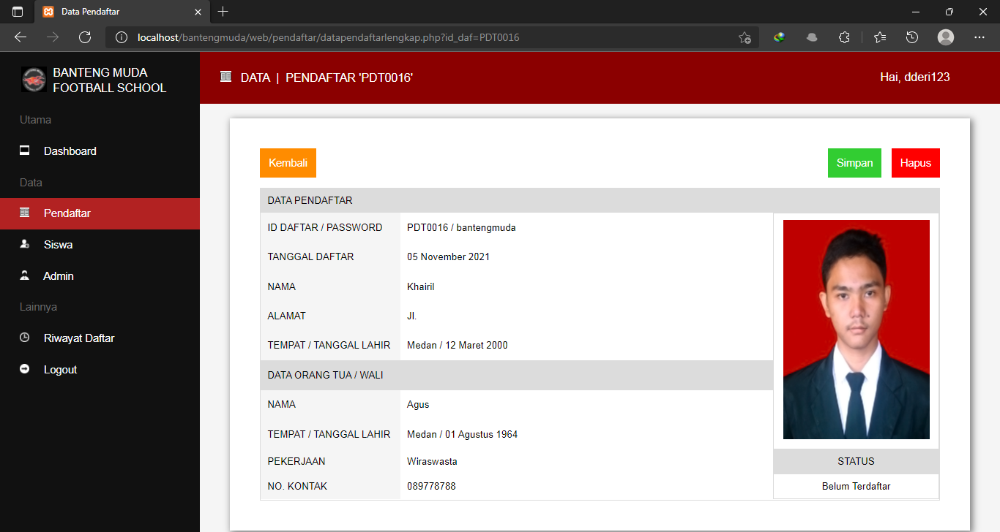 Data Pendaftar
localhost/bantengmuda/web/pendaftar/datapendaftarlengkap.php?id_daf=PDT0016
BANTENG MUDA
FOOTBALL SCHOOL
DATA | PENDAFTAR 'PDT0016'
Hai, dderi123
Utama
Dashboard
Data
Pendaftar
Siswa
Admin
Lainnya
Riwayat Daftar
Logout
Kembali
Simpan
Hapus
DATA PENDAFTAR
ID DAFTAR / PASSWORD PDT0016 / bantengmuda
TANGGAL DAFTAR 05 November 2021
NAMA Khairil
ALAMAT Jl.
TEMPAT / TANGGAL LAHIR Medan / 12 Maret 2000
DATA ORANG TUA / WALI
NAMA Agus
TEMPAT / TANGGAL LAHIR Medan / 01 Agustus 1964
PEKERJAAN Wiraswasta
NO. KONTAK 089778788
STATUS
Belum Terdaftar